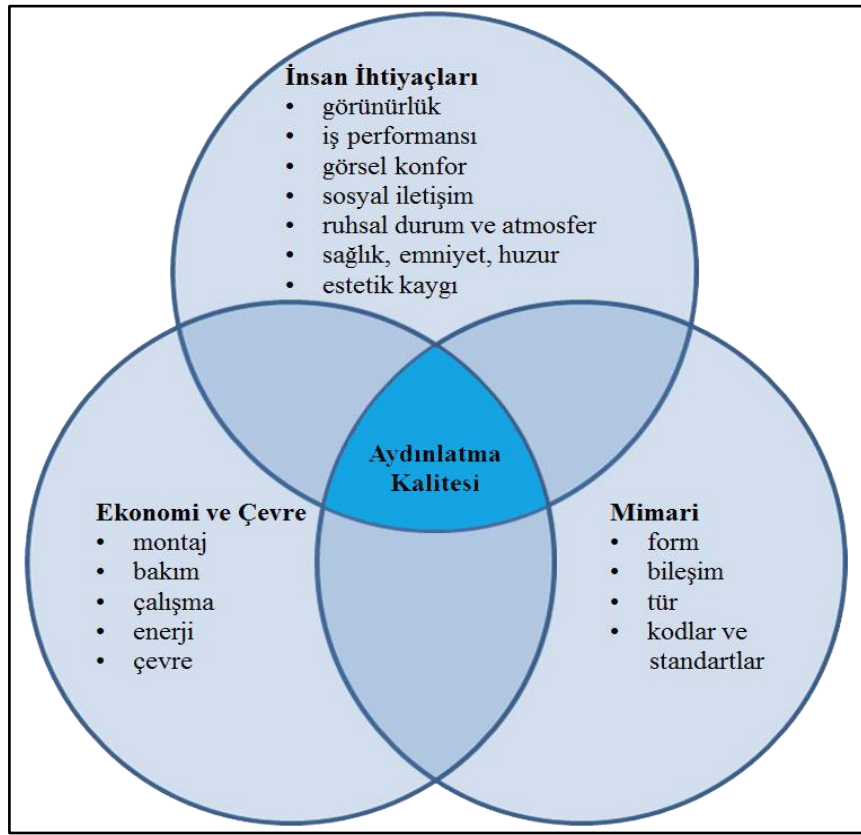 İnsan İhtiyaçları
• görünürlük
• iş performansı
• görsel konfor
• sosyal iletişim
• ruhsal durum ve atmosfer
• sağlık, emniyet, huzur
• estetik kaygı
Aydınlatma
Kalitesi
Ekonomi ve Çevre
• montaj
• bakım
• çalışma
• enerji
• çevre
Mimari
• form
• bileşim
• tür
• kodlar ve
standartlar